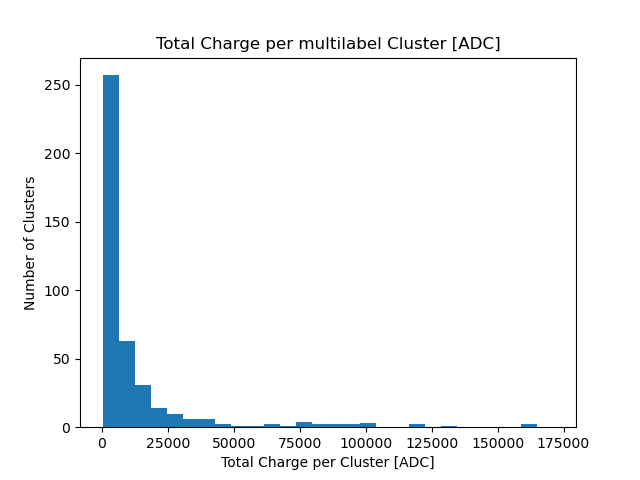 Total Charge per multilabel Cluster [ADC]
250
200
150
100
50
0
Number of Clusters
0 25000 50000 75000 100000 125000 150000 175000
Total Charge per Cluster [ADC]